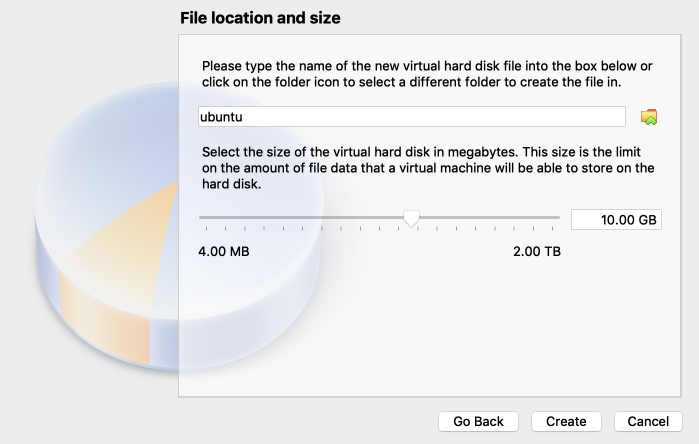 File location and size
Please type the name of the new virtual hard disk file into the box below or
click on the folder icon to select a different folder to create the file in.
ubuntu
Select the size of the virtual hard disk in megabytes. This size is the limit
on the amount of file data that a virtual machine will be able to store on the
hard disk.
10.00 GB
4.00 MB 2.00 TB
Go Back Create Cancel